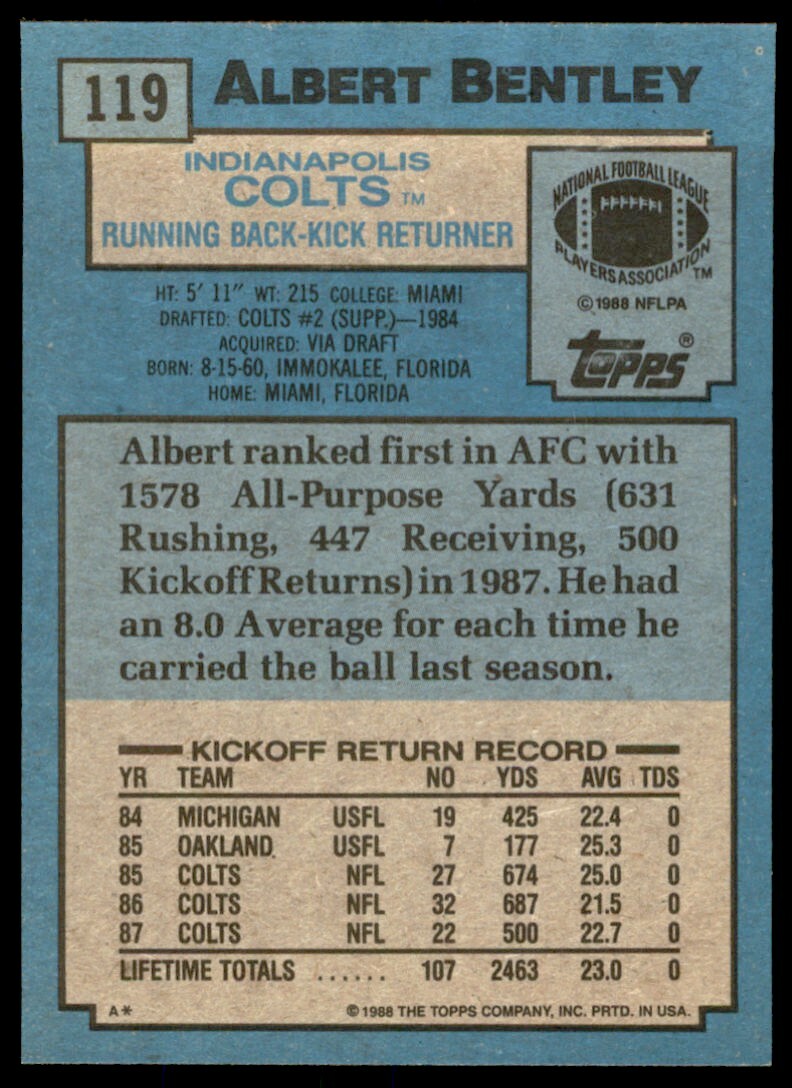 119
ALBERT BENTLEY
INDIANAPOLIS
COLTS TM
RUNNING BACK-KICK RETURNER
NATIONAL FOOTBALL LEAGUE
PLAYERS ASSOCIATION TM
© 1988 NFLPA
TOPPS ®
HT: 5' 11" WT: 215 COLLEGE: MIAMI
DRAFTED: COLTS #2 (SUPP.)—1984
ACQUIRED: VIA DRAFT
BORN: 8-15-60, IMMOKALEE, FLORIDA
HOME: MIAMI, FLORIDA
Albert ranked first in AFC with
1578 All-Purpose Yards (631
Rushing, 447 Receiving, 500
Kickoff Returns) in 1987. He had
an 8.0 Average for each time he
carried the ball last season.
KICKOFF RETURN RECORD
YR TEAM NO YDS AVG TDS
84 MICHIGAN USFL 19 425 22.4 0
85 OAKLAND USFL 7 177 25.3 0
85 COLTS NFL 27 674 25.0 0
86 COLTS NFL 32 687 21.5 0
87 COLTS NFL 22 500 22.7 0
LIFETIME TOTALS ...... 107 2463 23.0 0
A*
© 1988 THE TOPPS COMPANY, INC. PRTD. IN USA.